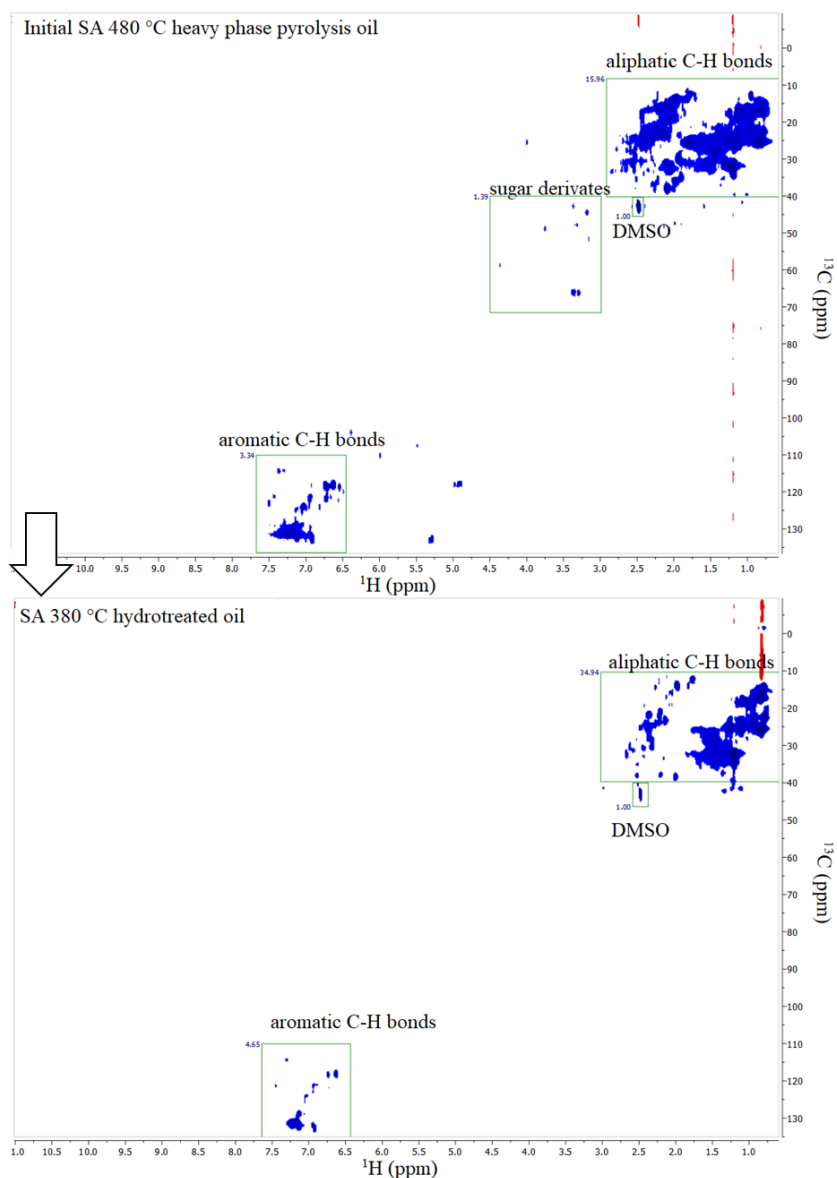 Initial SA 480 °C heavy phase pyrolysis oil
aliphatic C-H bonds
15.96
sugar derivates
1.39
1.00
DMSO
aromatic C-H bonds
3.34
0
10
20
30
40
50
60
70
80
90
100
110
120
130
¹³C (ppm)
10.0 9.5 9.0 8.5 8.0 7.5 7.0 6.5 6.0 5.5 5.0 4.5 4.0 3.5 3.0 2.5 2.0 1.5 1.0
¹H (ppm)
SA 380 °C hydrotreated oil
aliphatic C-H bonds
34.94
1.00
DMSO
aromatic C-H bonds
4.65
0
10
20
30
40
50
60
70
80
90
100
110
120
130
¹³C (ppm)
1.0 10.5 10.0 9.5 9.0 8.5 8.0 7.5 7.0 6.5 6.0 5.5 5.0 4.5 4.0 3.5 3.0 2.5 2.0 1.5 1.0
¹H (ppm)